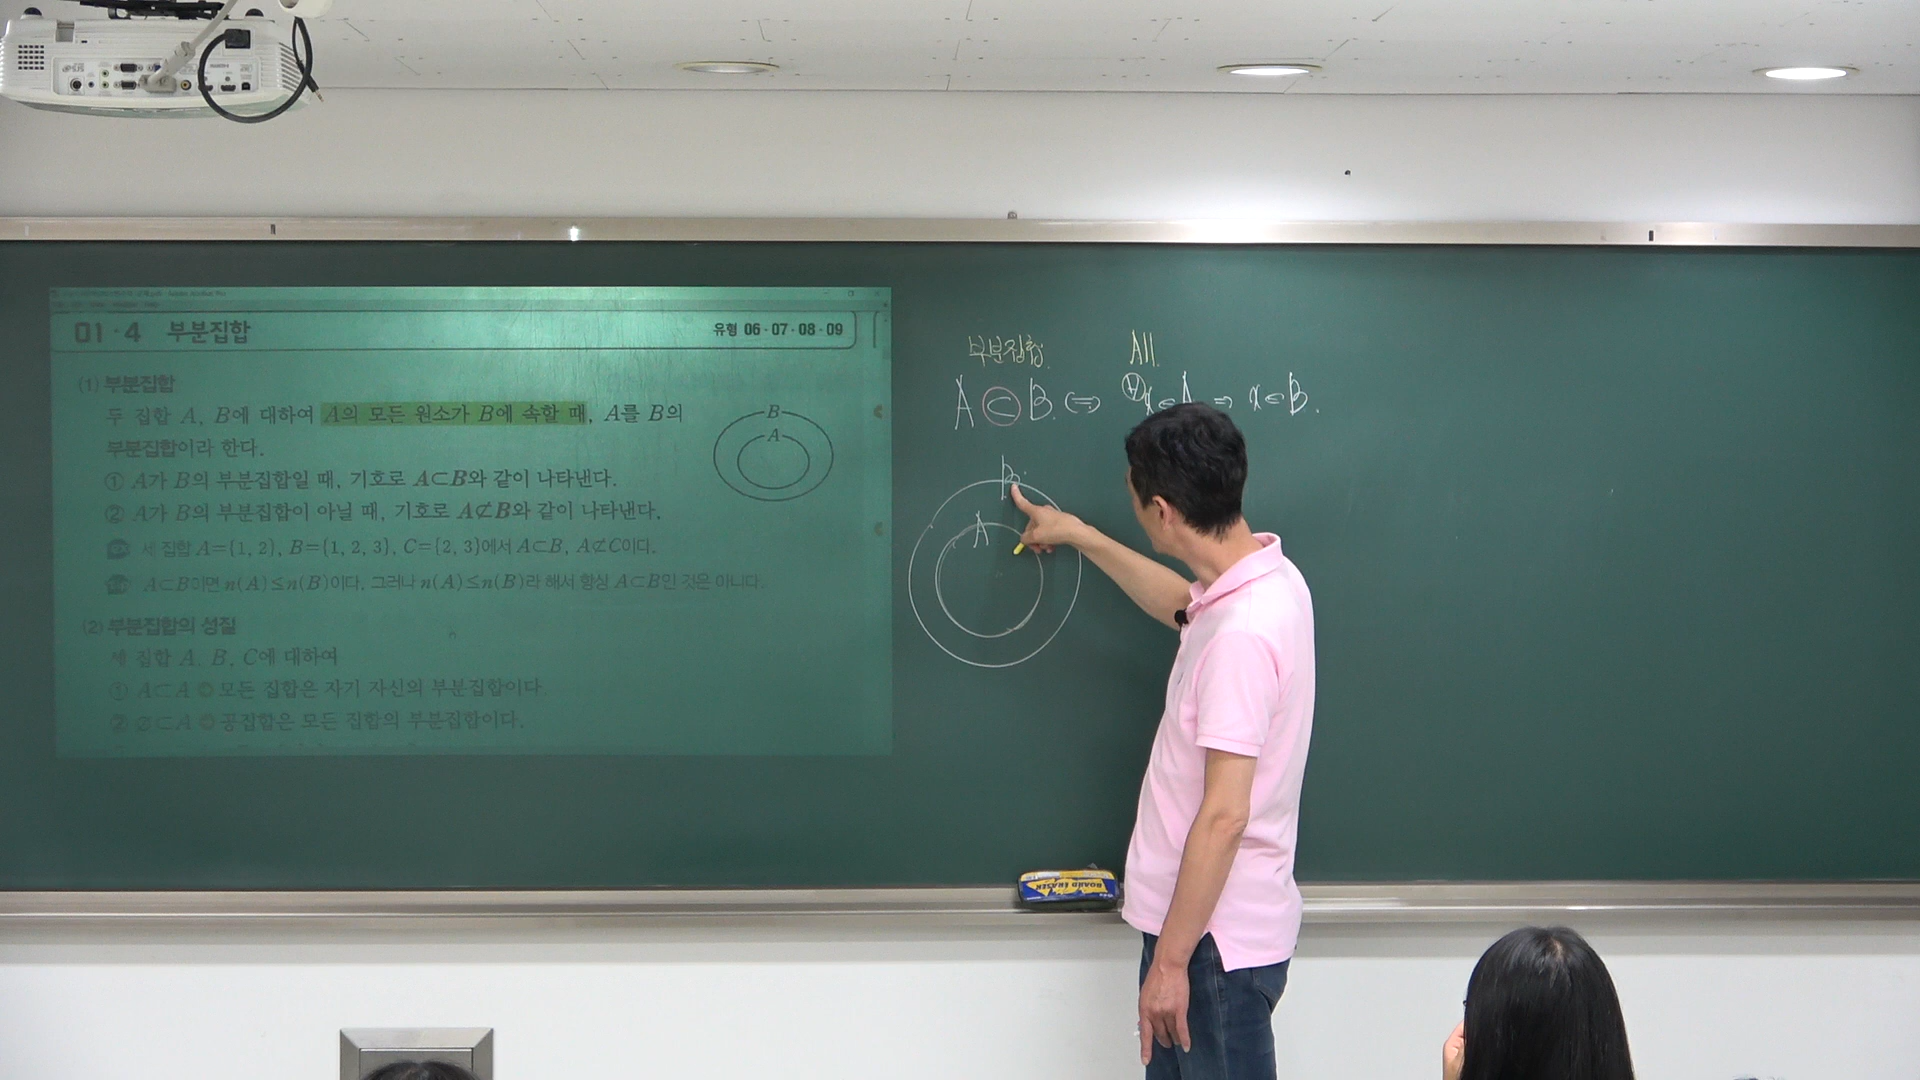 01·4 부분집합
유형 06·07·08·09
(1) 부분집합
두 집합 A, B에 대하여 A의 모든 원소가 B에 속할 때, A를 B의
부분집합이라 한다.
① A가 B의 부분집합일 때, 기호로 A⊂B와 같이 나타낸다.
② A가 B의 부분집합이 아닐 때, 기호로 A⊄B와 같이 나타낸다.
세 집합 A={1, 2}, B={1, 2, 3}, C={2, 3}에서 A⊂B, A⊄C이다.
A⊂B이면 n(A)≤n(B)이다. 그러나 n(A)≤n(B)라 해서 항상 A⊂B인 것은 아니다.
B
A
(2) 부분집합의 성질
세 집합 A, B, C에 대하여
① A⊂A 모든 집합은 자기 자신의 부분집합이다.
② ∅⊂A 공집합은 모든 집합의 부분집합이다.
부분집합. All.
A ⊂ B. ⇔ ∀x∈A ⇒ x∈B.
B
A
BOARD ERASER